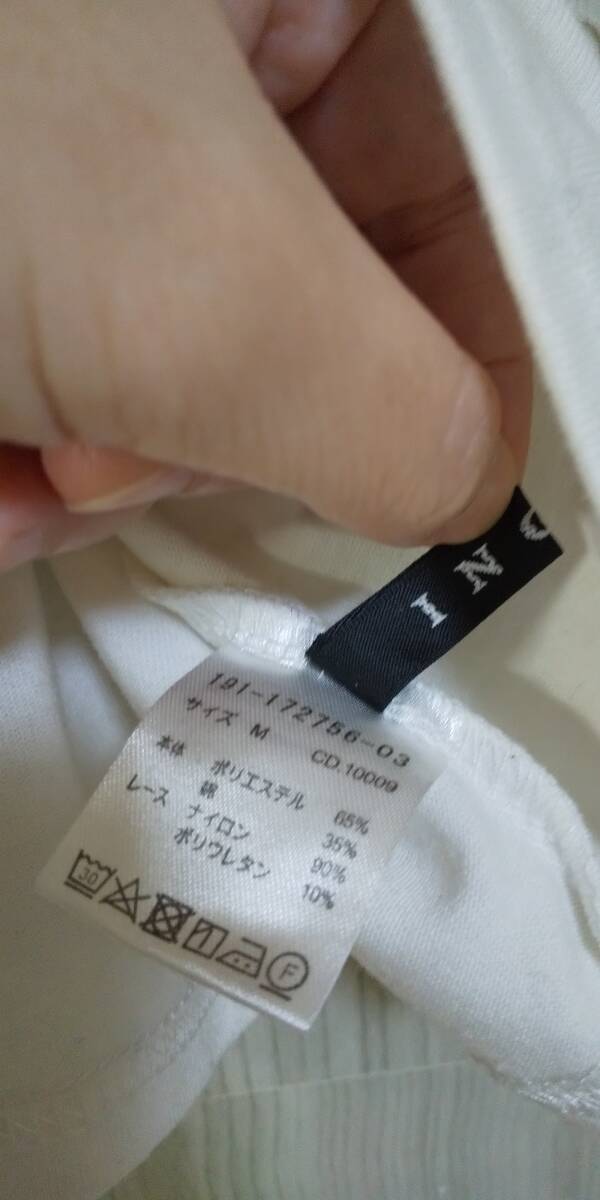 I N
191-172756-03
サイズ M CD.10009
本体 ポリエステル 65%
綿 35%
レース ナイロン 90%
ポリウレタン 10%
30 F